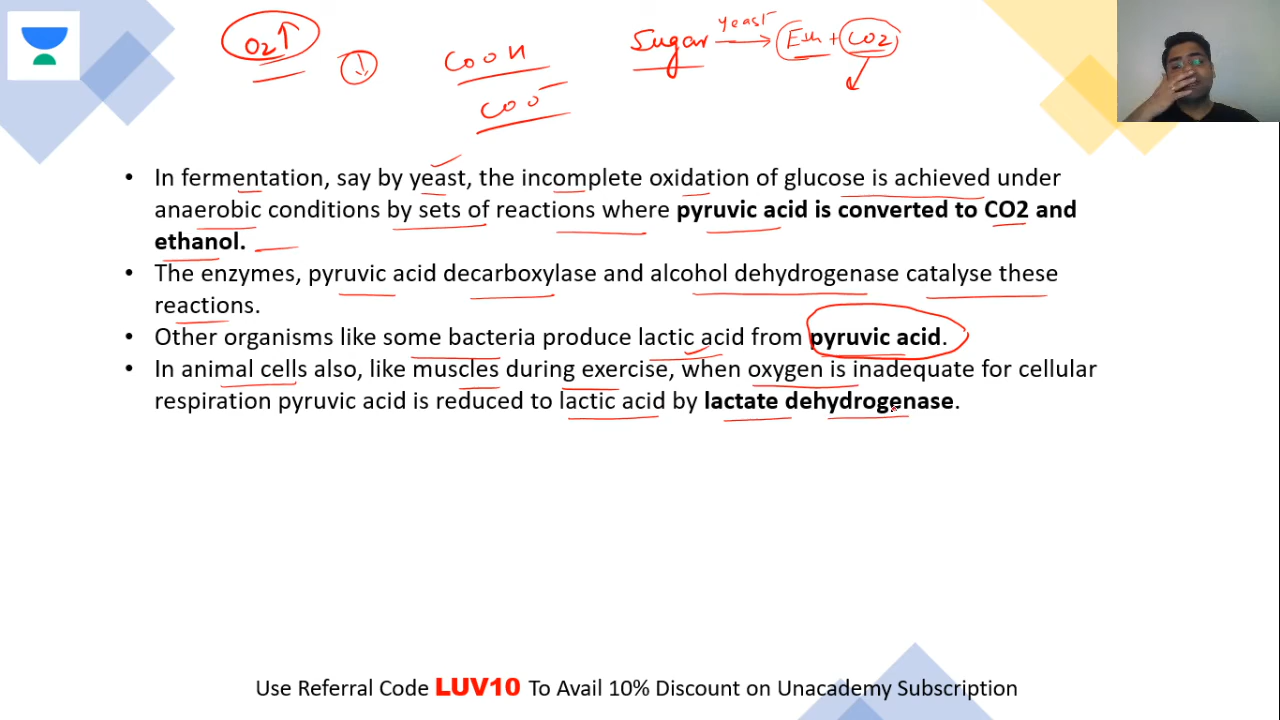 O2↑
↓
COOH
COO⁻
Sugar yeast → Eth + CO2
• In fermentation, say by yeast, the incomplete oxidation of glucose is achieved under
anaerobic conditions by sets of reactions where pyruvic acid is converted to CO2 and
ethanol.
• The enzymes, pyruvic acid decarboxylase and alcohol dehydrogenase catalyse these
reactions.
• Other organisms like some bacteria produce lactic acid from pyruvic acid.
• In animal cells also, like muscles during exercise, when oxygen is inadequate for cellular
respiration pyruvic acid is reduced to lactic acid by lactate dehydrogenase.
Use Referral Code LUV10 To Avail 10% Discount on Unacademy Subscription